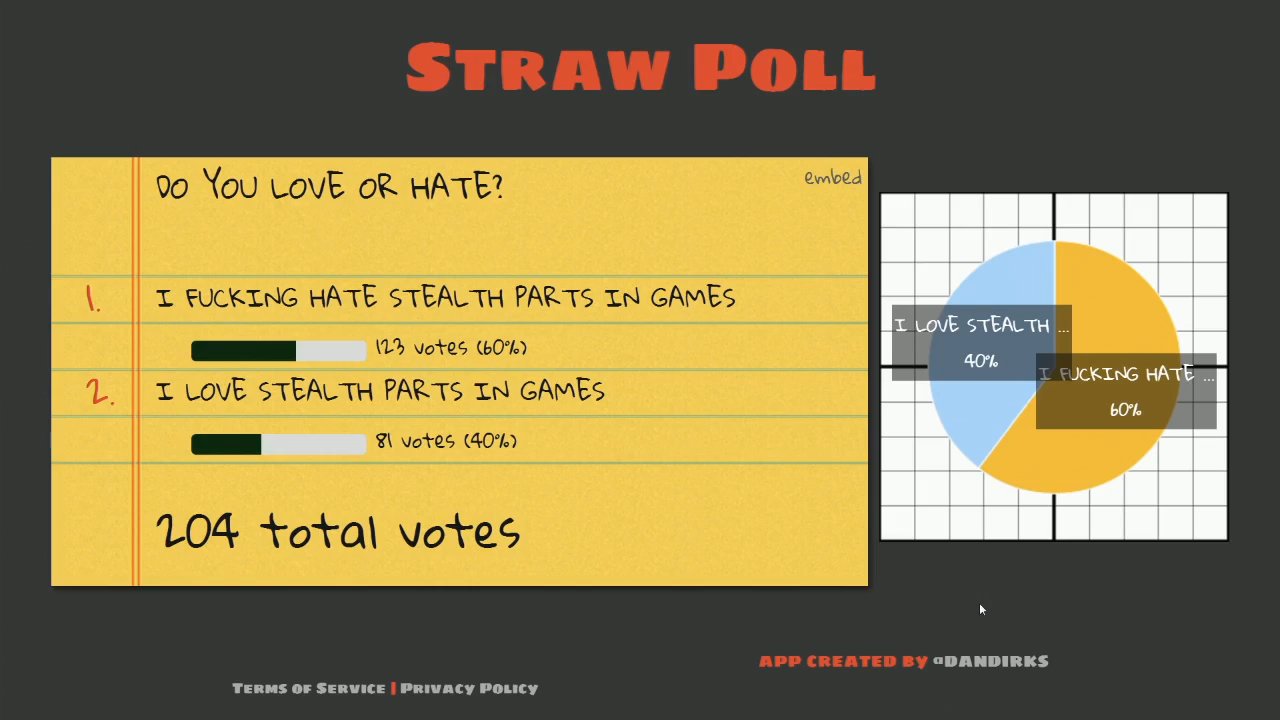 STRAW POLL
DO YOU LOVE OR HATE?
embed
1. I FUCKING HATE STEALTH PARTS IN GAMES
123 votes (60%)
2. I LOVE STEALTH PARTS IN GAMES
81 votes (40%)
204 total votes
I LOVE STEALTH ...
40%
I FUCKING HATE ...
60%
APP CREATED BY @DANDIRKS
TERMS OF SERVICE | PRIVACY POLICY